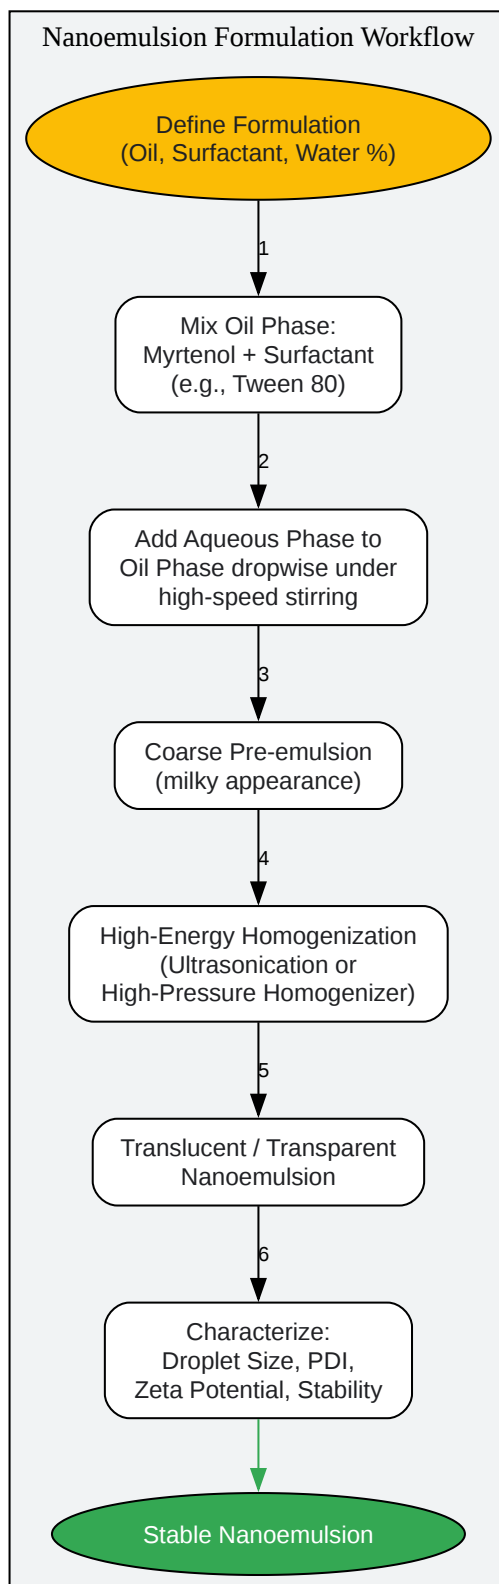 Nanoemulsion Formulation Workflow
Define Formulation
(Oil, Surfactant, Water %)
1
Mix Oil Phase:
Myrtenol + Surfactant
(e.g., Tween 80)
2
Add Aqueous Phase to
Oil Phase dropwise under
high-speed stirring
3
Coarse Pre-emulsion
(milky appearance)
4
High-Energy Homogenization
(Ultrasonication or
High-Pressure Homogenizer)
5
Translucent / Transparent
Nanoemulsion
6
Characterize:
Droplet Size, PDI,
Zeta Potential, Stability
Stable Nanoemulsion